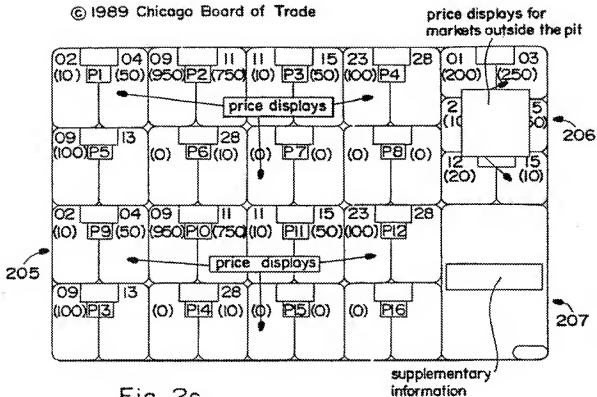 © 1989 Chicago Board of Trade
price displays for
markets outside the pit
02 04 09 11 11 15 23 28 01 03
(10) P1 (50) (950) P2 (750) (10) P3 (50) (100) P4 (200) (250)
price displays
09 13 28
(100) P5 (0) P6 (10) (0) P7 (0) (0) P8 (0)
206
12 15
(20) (10)
02 04 09 11 11 15 23 28
(10) P9 (50) (950) P10 (750) (10) P11 (50) (100) P12
price displays
205
09 13 28
(100) P13 (0) P14 (10) (0) P15 (0) (0) P16
207
supplementary
information